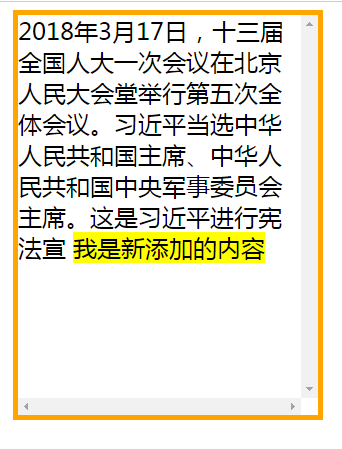 2018年3月17日，十三届
全国人大一次会议在北京
人民大会堂举行第五次全
体会议。习近平当选中华
人民共和国主席、中华人
民共和国中央军事委员会
主席。这是习近平进行宪
法宣 我是新添加的内容